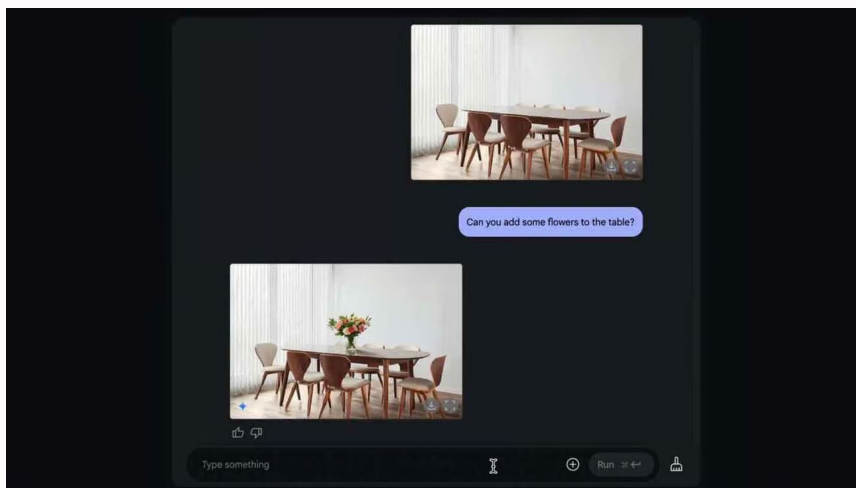 Can you add some flowers to the table?
Type something
Run ⌘↵